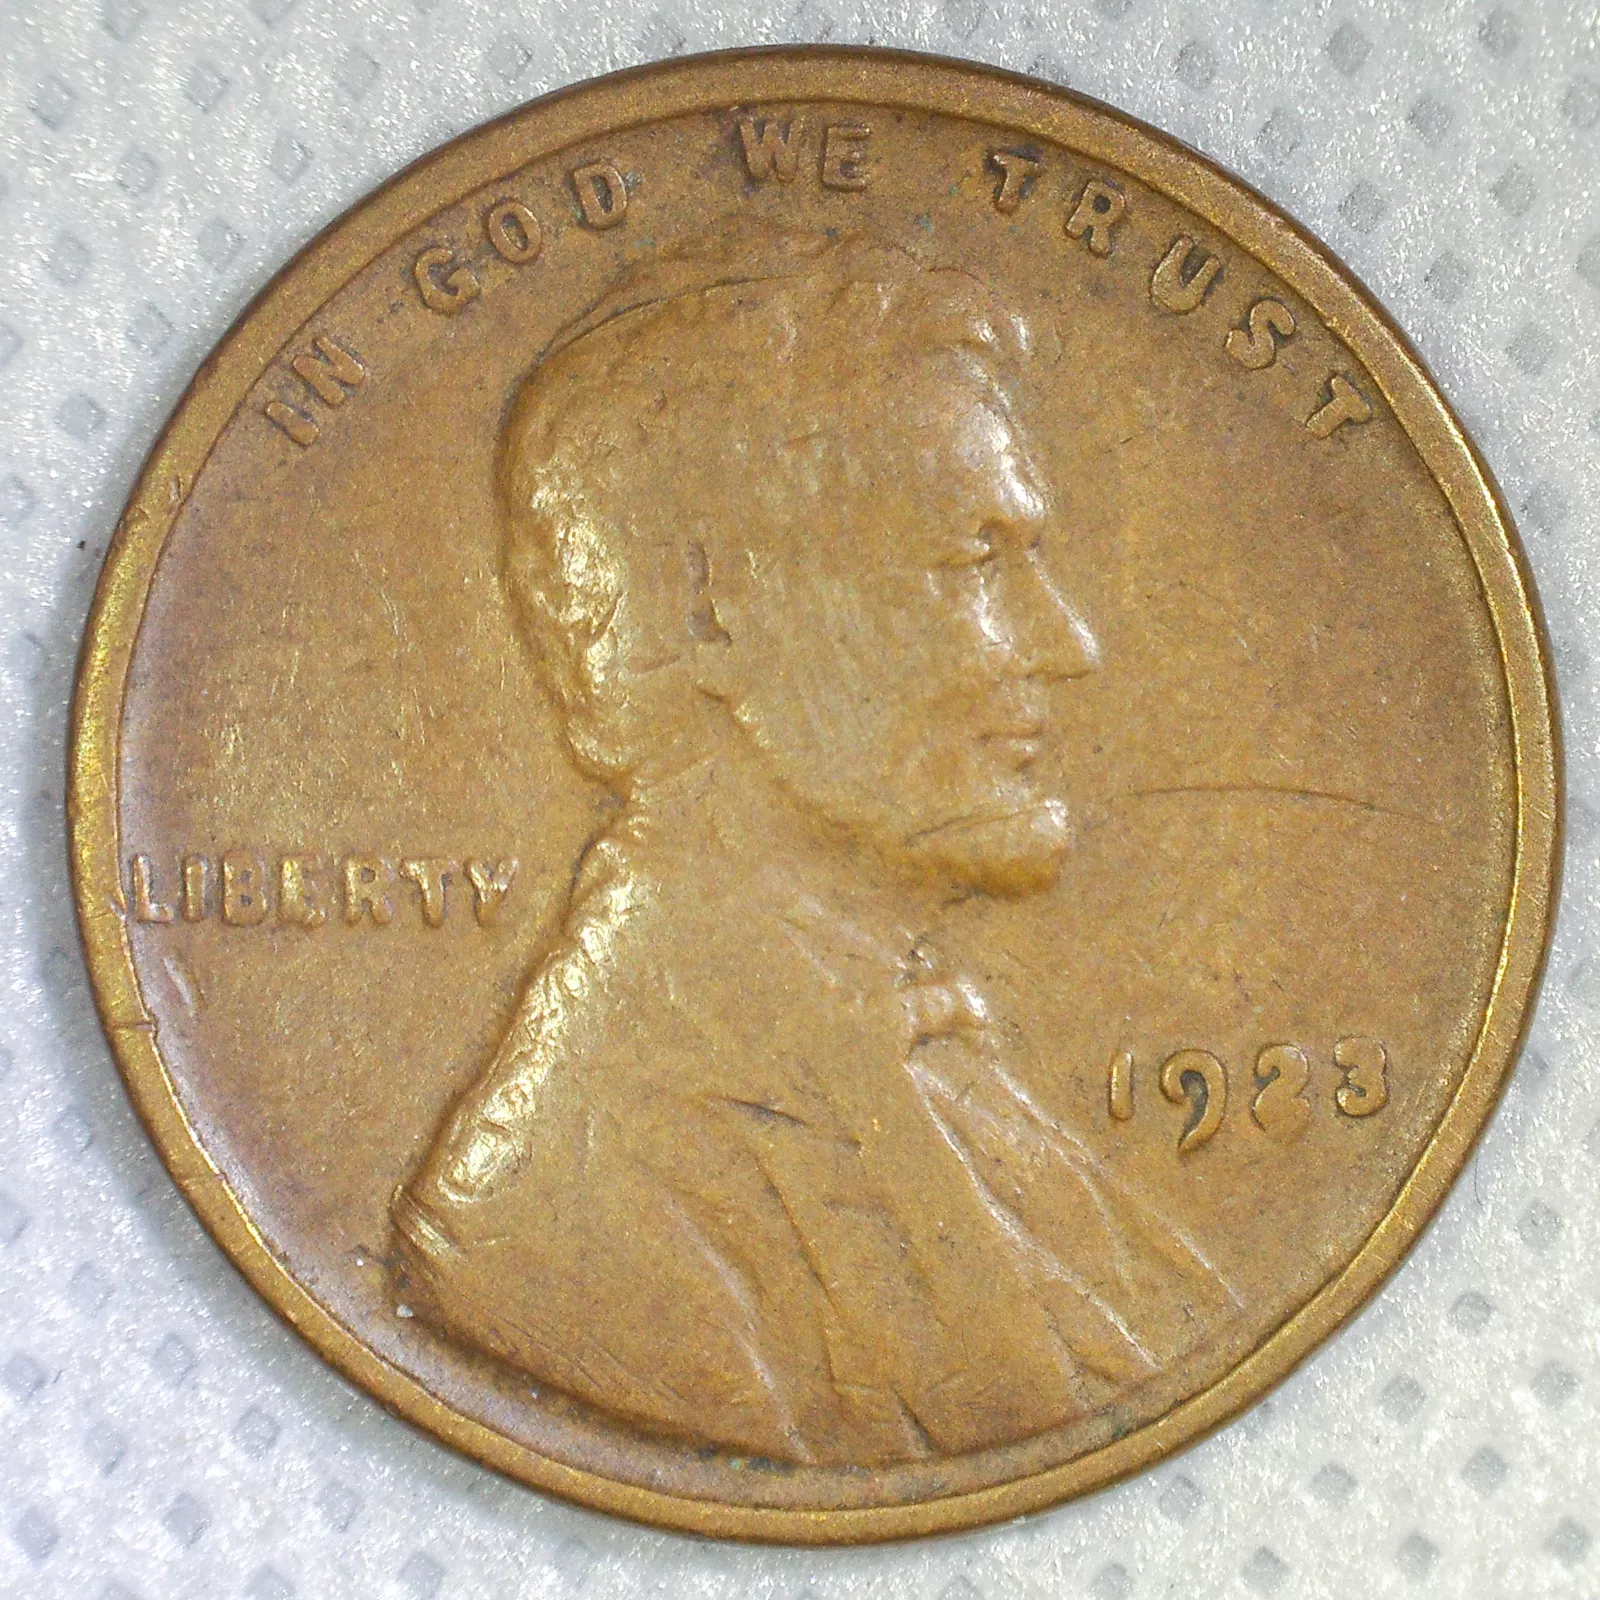 IN GOD WE TRUST
LIBERTY
1923